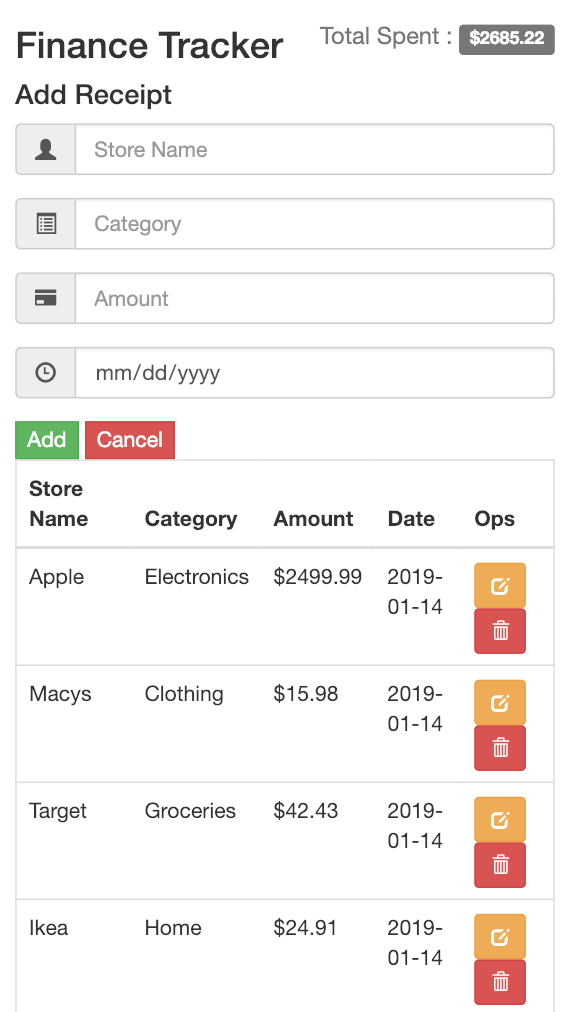 Finance Tracker
Total Spent : $2685.22
Add Receipt
Store Name
Category
Amount
mm/dd/yyyy
Add Cancel
Store Name Category Amount Date Ops
Apple Electronics $2499.99 2019-01-14
Macys Clothing $15.98 2019-01-14
Target Groceries $42.43 2019-01-14
Ikea Home $24.91 2019-01-14